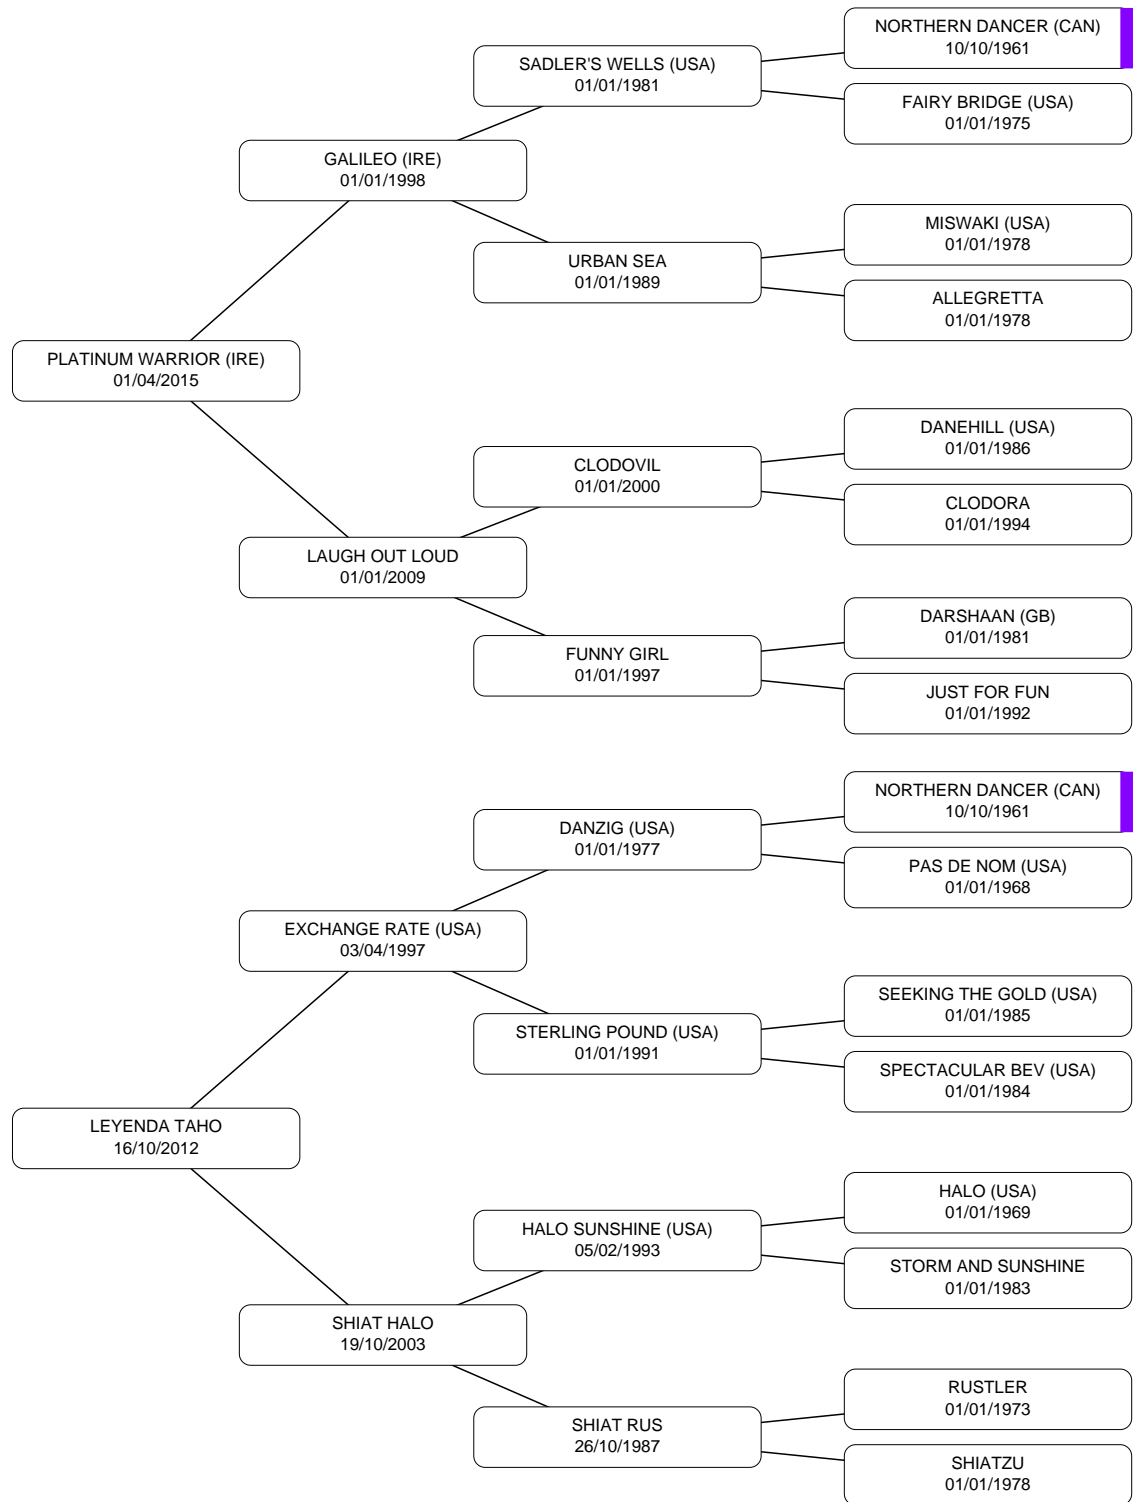 NORTHERN DANCER (CAN)
10/10/1961
SADLER'S WELLS (USA)
01/01/1981
FAIRY BRIDGE (USA)
01/01/1975
GALILEO (IRE)
01/01/1998
MISWAKI (USA)
01/01/1978
URBAN SEA
01/01/1989
ALLEGRETTA
01/01/1978
PLATINUM WARRIOR (IRE)
01/04/2015
DANEHILL (USA)
01/01/1986
CLODOVIL
01/01/2000
CLODORA
01/01/1994
LAUGH OUT LOUD
01/01/2009
DARSHAAN (GB)
01/01/1981
FUNNY GIRL
01/01/1997
JUST FOR FUN
01/01/1992
NORTHERN DANCER (CAN)
10/10/1961
DANZIG (USA)
01/01/1977
PAS DE NOM (USA)
01/01/1968
EXCHANGE RATE (USA)
03/04/1997
SEEKING THE GOLD (USA)
01/01/1985
STERLING POUND (USA)
01/01/1991
SPECTACULAR BEV (USA)
01/01/1984
LEYENDA TAHO
16/10/2012
HALO (USA)
01/01/1969
HALO SUNSHINE (USA)
05/02/1993
STORM AND SUNSHINE
01/01/1983
SHIAT HALO
19/10/2003
RUSTLER
01/01/1973
SHIAT RUS
26/10/1987
SHIATZU
01/01/1978